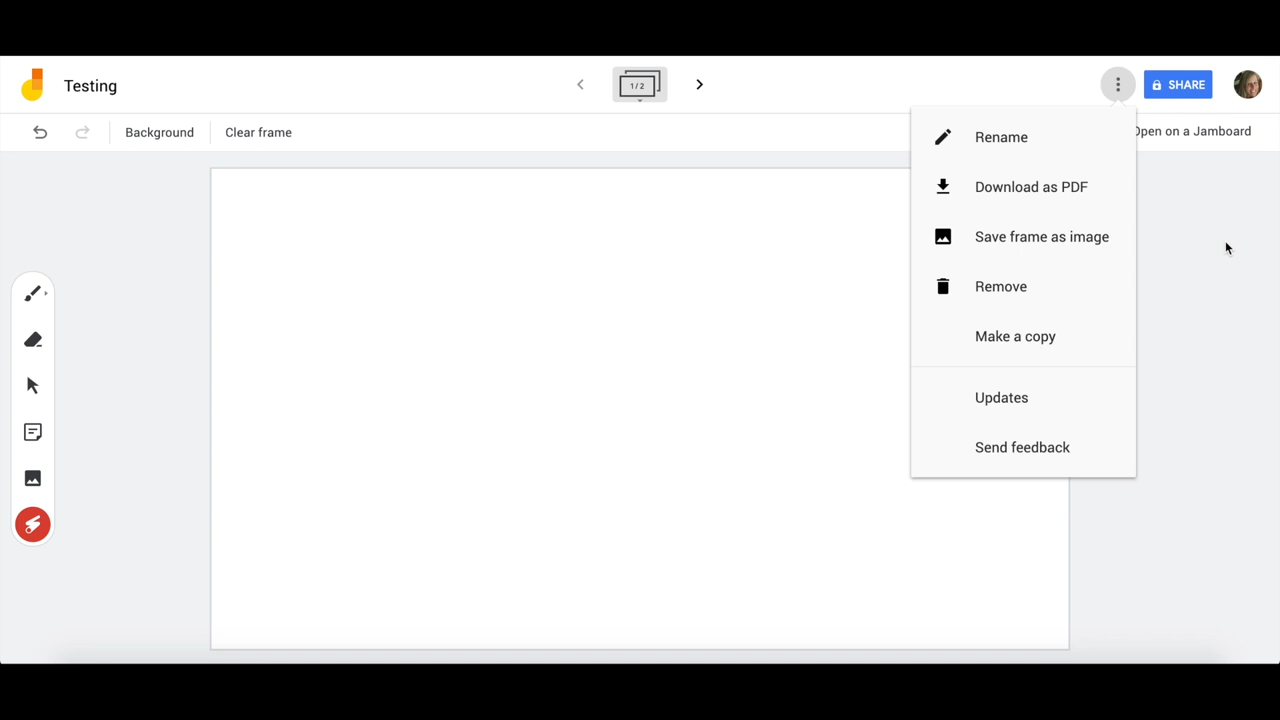 Testing
1/2
SHARE
Background
Clear frame
Open on a Jamboard
Rename
Download as PDF
Save frame as image
Remove
Make a copy
Updates
Send feedback